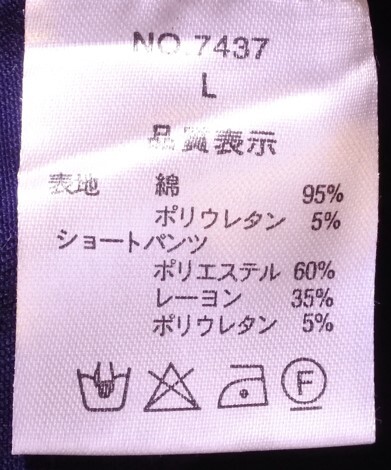 NO.7437
L
品質表示
表地 綿 95%
ポリウレタン 5%
ショートパンツ
ポリエステル 60%
レーヨン 35%
ポリウレタン 5%
F